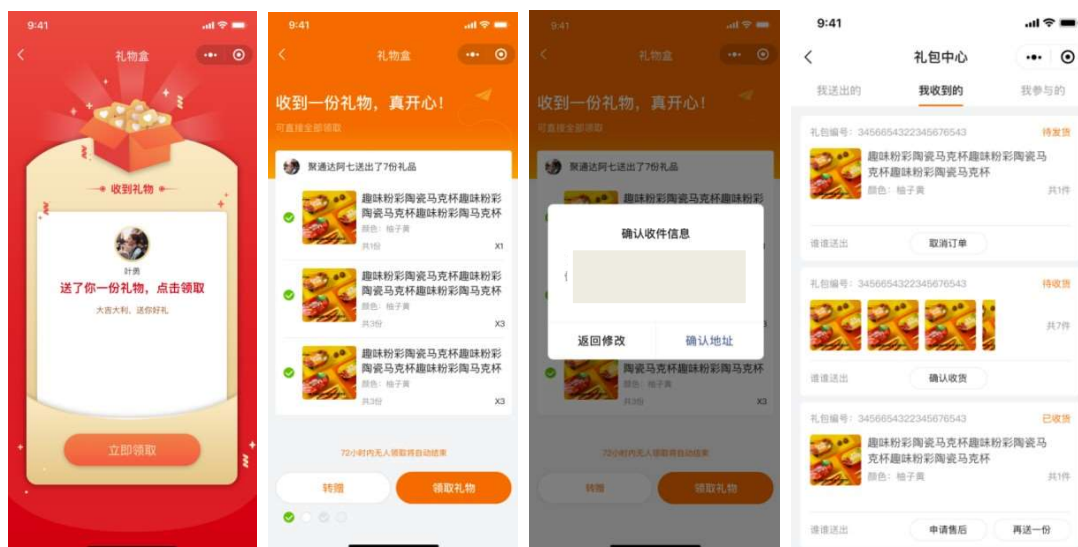 9:41
礼物盒
收到礼物
叶勇
送了你一份礼物，点击领取
大吉大利，送你好礼
立即领取
9:41
礼物盒
收到一份礼物，真开心！
可直接全部领取
聚通达阿七送出了7份礼品
趣味粉彩陶瓷马克杯趣味粉彩
陶瓷马克杯趣味粉彩陶马克杯
颜色：柚子黄
共1份
X1
趣味粉彩陶瓷马克杯趣味粉彩
陶瓷马克杯趣味粉彩陶马克杯
颜色：柚子黄
共3份
X3
趣味粉彩陶瓷马克杯趣味粉彩
陶瓷马克杯趣味粉彩陶马克杯
颜色：柚子黄
共3份
X3
72小时内无人领取将自动结束
转赠
领取礼物
9:41
礼物盒
收到一份礼物，真开心！
可直接全部领取
聚通达阿七送出了7份礼品
趣味粉彩陶瓷马克杯趣味粉彩
确认收件信息
返回修改
确认地址
陶瓷马克杯趣味粉彩陶马克杯
颜色：柚子黄
共3份
X3
72小时内无人领取将自动结束
转赠
领取礼物
9:41
礼包中心
我送出的
我收到的
我参与的
礼包编号：3456654322345676543
待发货
趣味粉彩陶瓷马克杯趣味粉彩陶瓷马
克杯趣味粉彩陶瓷马克杯
颜色：柚子黄
共1件
谁谁送出
取消订单
礼包编号：3456654322345676543
待收货
共7件
谁谁送出
确认收货
礼包编号：3456654322345676543
已收货
趣味粉彩陶瓷马克杯趣味粉彩陶瓷马
克杯趣味粉彩陶瓷马克杯
颜色：柚子黄
共1件
谁谁送出
申请售后
再送一份